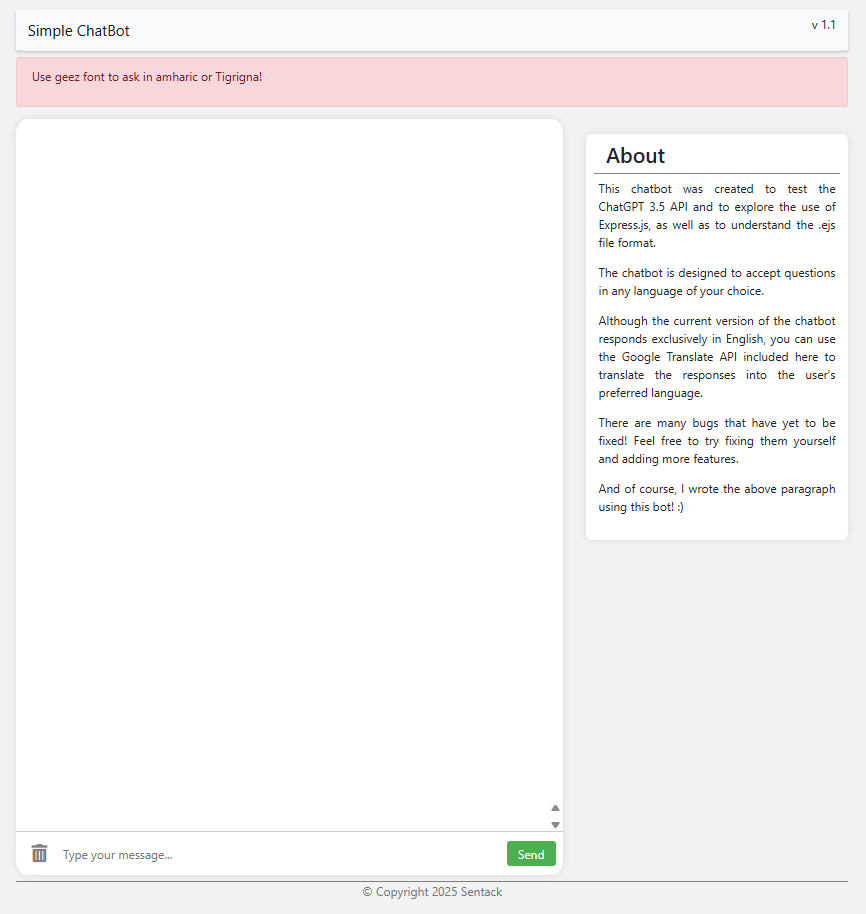 Simple ChatBot
v 1.1
Use geez font to ask in amharic or Tigrigna!
About
This chatbot was created to test the
ChatGPT 3.5 API and to explore the use of
Express.js, as well as to understand the .ejs
file format.
The chatbot is designed to accept questions
in any language of your choice.
Although the current version of the chatbot
responds exclusively in English, you can use
the Google Translate API included here to
translate the responses into the user's
preferred language.
There are many bugs that have yet to be
fixed! Feel free to try fixing them yourself
and adding more features.
And of course, I wrote the above paragraph
using this bot! :)
Type your message...
Send
© Copyright 2025 Sentack